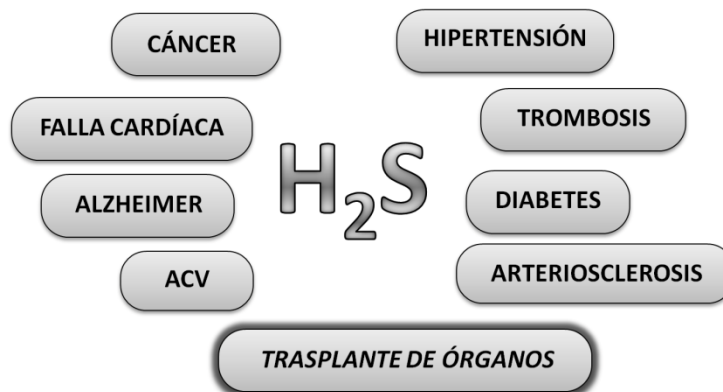 CÁNCER
HIPERTENSIÓN
FALLA CARDÍACA
TROMBOSIS
H₂S
ALZHEIMER
DIABETES
ACV
ARTERIOSCLEROSIS
TRASPLANTE DE ÓRGANOS